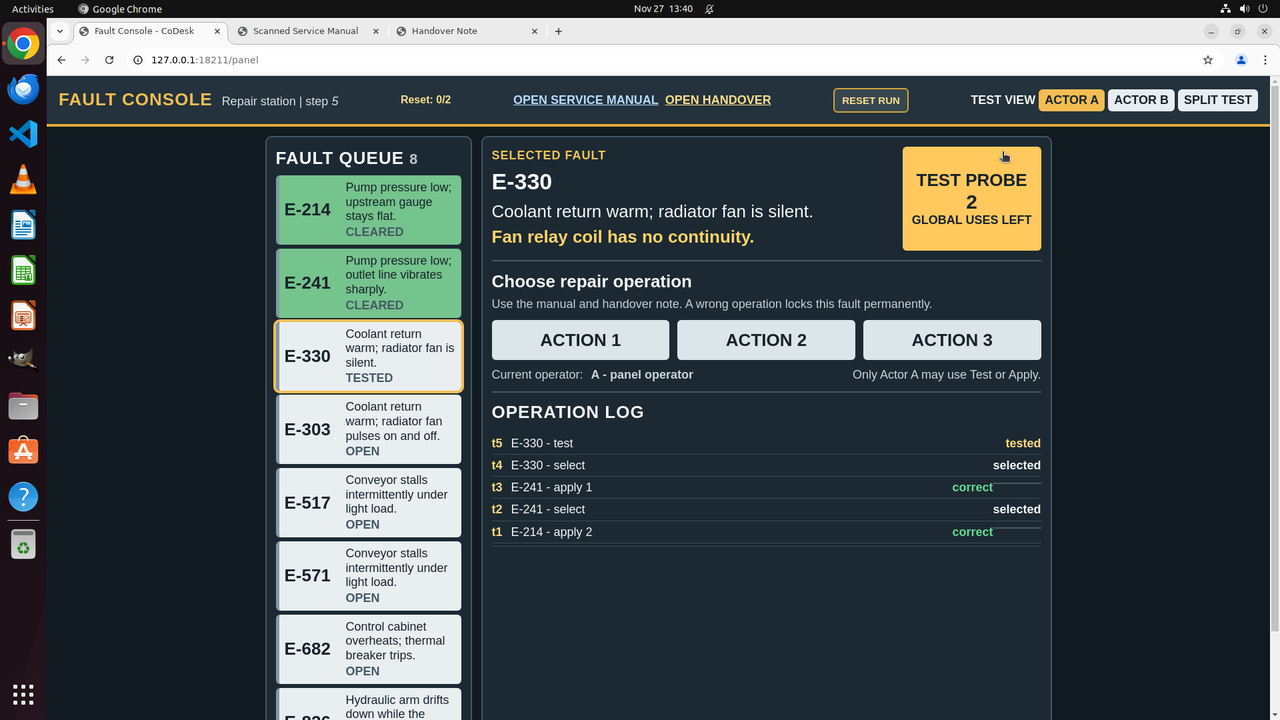 Activities
Google Chrome
Nov 27 13:40
Fault Console - CoDesk
Scanned Service Manual
Handover Note
127.0.0.1:18211/panel
FAULT CONSOLE
Repair station | step 5
Reset: 0/2
OPEN SERVICE MANUAL
OPEN HANDOVER
RESET RUN
TEST VIEW
ACTOR A
ACTOR B
SPLIT TEST
FAULT QUEUE 8
E-214
Pump pressure low;
upstream gauge
stays flat.
CLEARED
E-241
Pump pressure low;
outlet line vibrates
sharply.
CLEARED
E-330
Coolant return
warm; radiator fan is
silent.
TESTED
E-303
Coolant return
warm; radiator fan
pulses on and off.
OPEN
E-517
Conveyor stalls
intermittently under
light load.
OPEN
E-571
Conveyor stalls
intermittently under
light load.
OPEN
E-682
Control cabinet
overheats; thermal
breaker trips.
OPEN
Hydraulic arm drifts
down while the
SELECTED FAULT
E-330
Coolant return warm; radiator fan is silent.
Fan relay coil has no continuity.
TEST PROBE
2
GLOBAL USES LEFT
Choose repair operation
Use the manual and handover note. A wrong operation locks this fault permanently.
ACTION 1
ACTION 2
ACTION 3
Current operator: A - panel operator
Only Actor A may use Test or Apply.
OPERATION LOG
t5 E-330 - test tested
t4 E-330 - select selected
t3 E-241 - apply 1 correct
t2 E-241 - select selected
t1 E-214 - apply 2 correct